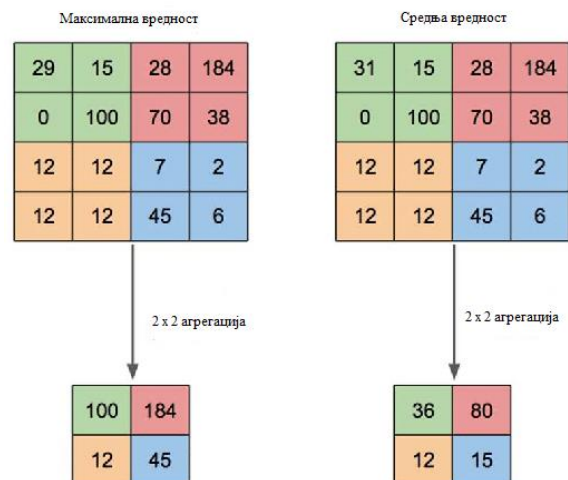 Максимална вредност
29 15 28 184
0 100 70 38
12 12 7 2
12 12 45 6
2 x 2 агрегација
100 184
12 45
Средња вредност
31 15 28 184
0 100 70 38
12 12 7 2
12 12 45 6
2 x 2 агрегација
36 80
12 15